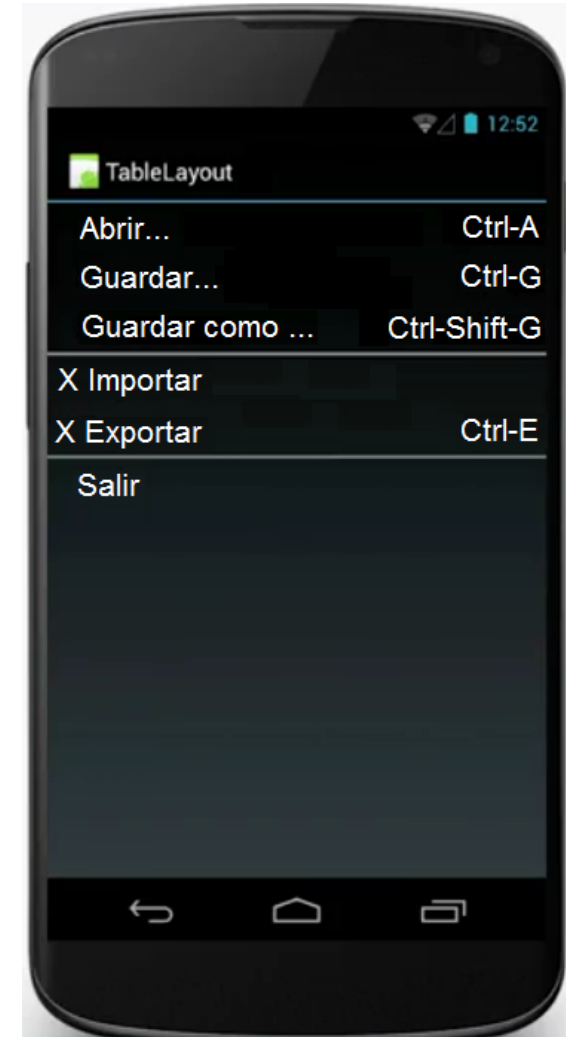 12:52
TableLayout
Abrir... Ctrl-A
Guardar... Ctrl-G
Guardar como ... Ctrl-Shift-G
X Importar
X Exportar Ctrl-E
Salir